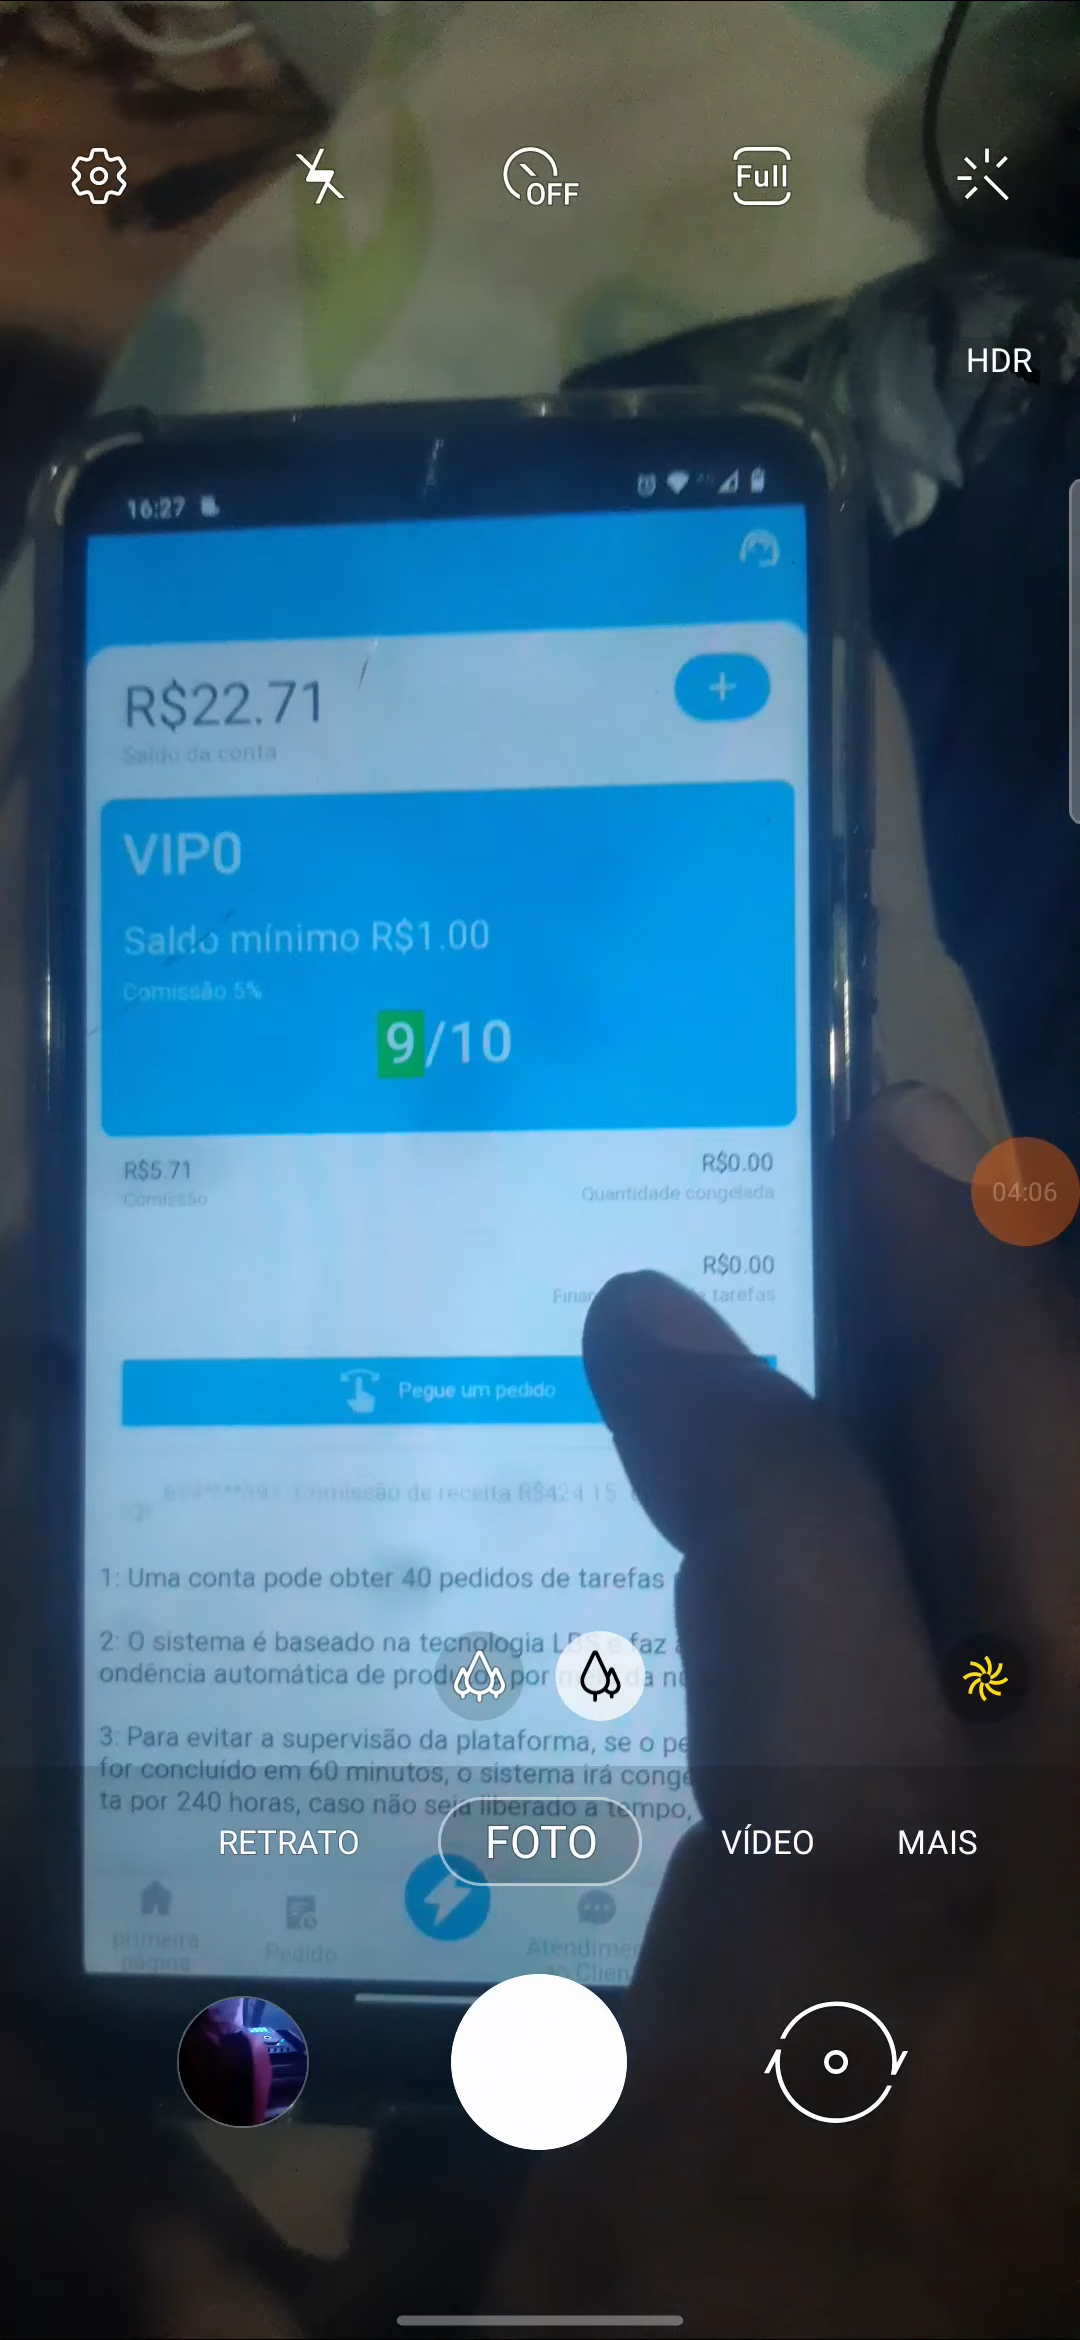 OFF
Full
HDR
16:27
R$22.71
Saldo da conta
+
VIP0
Saldo mínimo R$1.00
Comissão 5%
9/10
R$5.71
R$0.00
Comissão
Quantidade congelada
04:06
R$0.00
tarefas
Pegue um pedido
Comissão de receita R$424.15
1: Uma conta pode obter 40 pedidos de tarefas
2: O sistema é baseado na tecnologia LBS e faz
ondência automática de produtos por
3: Para evitar a supervisão da plataforma, se o
for concluído em 60 minutos, o sistema irá
ta por 240 horas, caso não seja liberado a tempo,
RETRATO
FOTO
VÍDEO
MAIS
primeira
página
Pedido